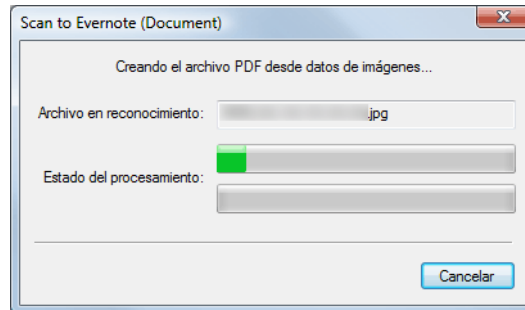 Scan to Evernote (Document)
Creando el archivo PDF desde datos de imágenes...
Archivo en reconocimiento: .jpg
Estado del procesamiento:
Cancelar